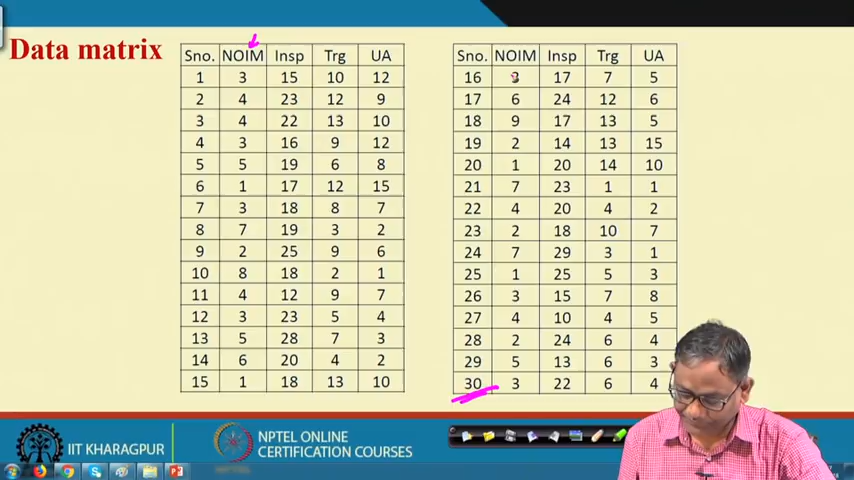 Data matrix
Sno. NOIM Insp Trg UA
1 3 15 10 12
2 4 23 12 9
3 4 22 13 10
4 3 16 9 12
5 5 19 6 8
6 1 17 12 15
7 3 18 8 7
8 7 19 3 2
9 2 25 9 6
10 8 18 2 1
11 4 12 9 7
12 3 23 5 4
13 5 28 7 3
14 6 20 4 2
15 1 18 13 10
Sno. NOIM Insp Trg UA
16 3 17 7 5
17 6 24 12 6
18 9 17 13 5
19 2 14 13 15
20 1 20 14 10
21 7 23 1 1
22 4 20 4 2
23 2 18 10 7
24 7 29 3 1
25 1 25 5 3
26 3 15 7 8
27 4 10 4 5
28 2 24 6 4
29 5 13 6 3
30 3 22 6 4
IIT KHARAGPUR
NPTEL ONLINE
CERTIFICATION COURSES
NPTEL